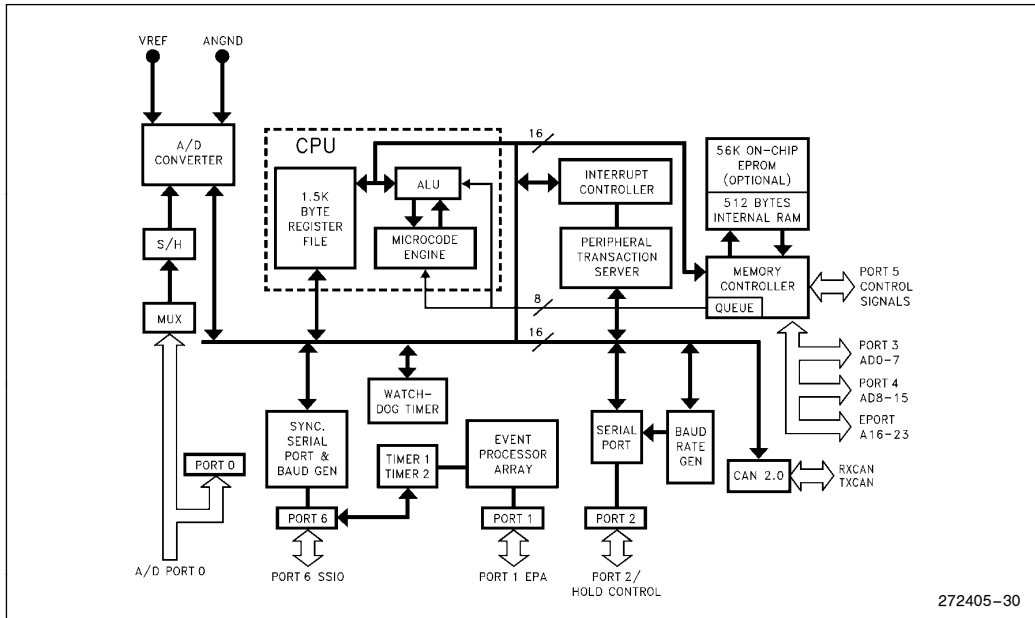 VREF
ANGND
A/D
CONVERTER
S/H
MUX
PORT 0
A/D PORT 0
CPU
1.5K
BYTE
REGISTER
FILE
ALU
MICROCODE
ENGINE
16
8
16
INTERRUPT
CONTROLLER
PERIPHERAL
TRANSACTION
SERVER
56K ON-CHIP
EPROM
(OPTIONAL)
512 BYTES
INTERNAL RAM
MEMORY
CONTROLLER
QUEUE
PORT 5
CONTROL
SIGNALS
PORT 3
AD0-7
PORT 4
AD8-15
EPORT
A16-23
WATCH-
DOG TIMER
SYNC.
SERIAL
PORT &
BAUD GEN
TIMER 1
TIMER 2
EVENT
PROCESSOR
ARRAY
SERIAL
PORT
BAUD
RATE
GEN
CAN 2.0
RXCAN
TXCAN
PORT 6
PORT 1
PORT 2
PORT 6 SSIO
PORT 1 EPA
PORT 2/
HOLD CONTROL
272405-30